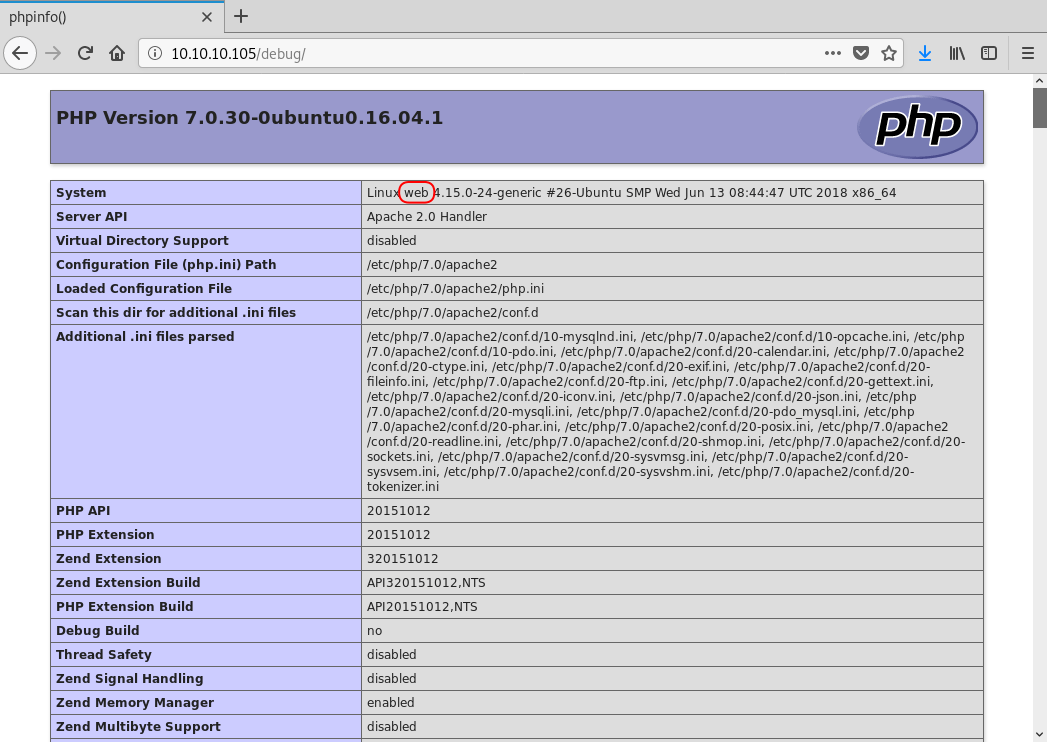 phpinfo()
10.10.10.105/debug/
PHP Version 7.0.30-0ubuntu0.16.04.1
php
System Linux web 4.15.0-24-generic #26-Ubuntu SMP Wed Jun 13 08:44:47 UTC 2018 x86_64
Server API Apache 2.0 Handler
Virtual Directory Support disabled
Configuration File (php.ini) Path /etc/php/7.0/apache2
Loaded Configuration File /etc/php/7.0/apache2/php.ini
Scan this dir for additional .ini files /etc/php/7.0/apache2/conf.d
Additional .ini files parsed /etc/php/7.0/apache2/conf.d/10-mysqlnd.ini, /etc/php/7.0/apache2/conf.d/10-opcache.ini, /etc/php
/7.0/apache2/conf.d/10-pdo.ini, /etc/php/7.0/apache2/conf.d/20-calendar.ini, /etc/php/7.0/apache2
/conf.d/20-ctype.ini, /etc/php/7.0/apache2/conf.d/20-exif.ini, /etc/php/7.0/apache2/conf.d/20-
fileinfo.ini, /etc/php/7.0/apache2/conf.d/20-ftp.ini, /etc/php/7.0/apache2/conf.d/20-gettext.ini,
/etc/php/7.0/apache2/conf.d/20-iconv.ini, /etc/php/7.0/apache2/conf.d/20-json.ini, /etc/php
/7.0/apache2/conf.d/20-mysqli.ini, /etc/php/7.0/apache2/conf.d/20-pdo_mysql.ini, /etc/php
/7.0/apache2/conf.d/20-phar.ini, /etc/php/7.0/apache2/conf.d/20-posix.ini, /etc/php/7.0/apache2
/conf.d/20-readline.ini, /etc/php/7.0/apache2/conf.d/20-shmop.ini, /etc/php/7.0/apache2/conf.d/20-
sockets.ini, /etc/php/7.0/apache2/conf.d/20-sysvmsg.ini, /etc/php/7.0/apache2/conf.d/20-
sysvsem.ini, /etc/php/7.0/apache2/conf.d/20-sysvshm.ini, /etc/php/7.0/apache2/conf.d/20-
tokenizer.ini
PHP API 20151012
PHP Extension 20151012
Zend Extension 320151012
Zend Extension Build API320151012,NTS
PHP Extension Build API20151012,NTS
Debug Build no
Thread Safety disabled
Zend Signal Handling disabled
Zend Memory Manager enabled
Zend Multibyte Support disabled